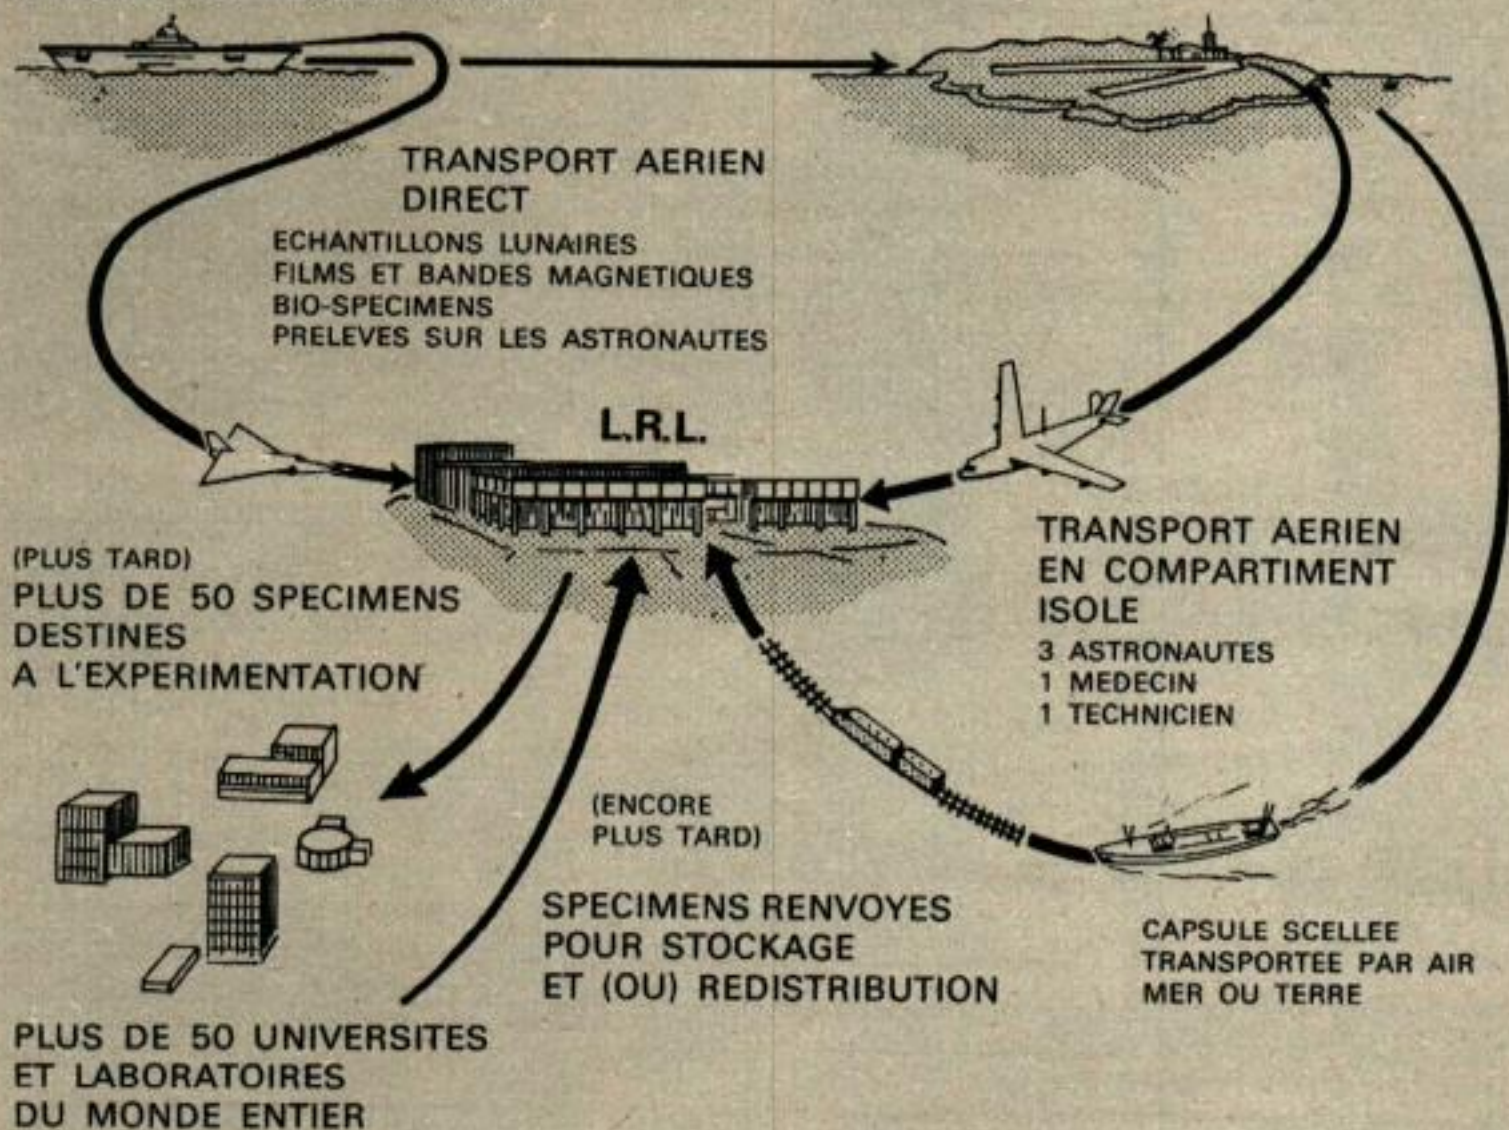 TRANSPORT AERIEN
DIRECT
ECHANTILLONS LUNAIRES
FILMS ET BANDES MAGNETIQUES
BIO-SPECIMENS
PRELEVES SUR LES ASTRONAUTES
L.R.L.
TRANSPORT AERIEN
EN COMPARTIMENT
ISOLE
3 ASTRONAUTES
1 MEDECIN
1 TECHNICIEN
(PLUS TARD)
PLUS DE 50 SPECIMENS
DESTINES
A L'EXPERIMENTATION
(ENCORE
PLUS TARD)
SPECIMENS RENVOYES
POUR STOCKAGE
ET (OU) REDISTRIBUTION
CAPSULE SCELLEE
TRANSPORTEE PAR AIR
MER OU TERRE
PLUS DE 50 UNIVERSITES
ET LABORATOIRES
DU MONDE ENTIER